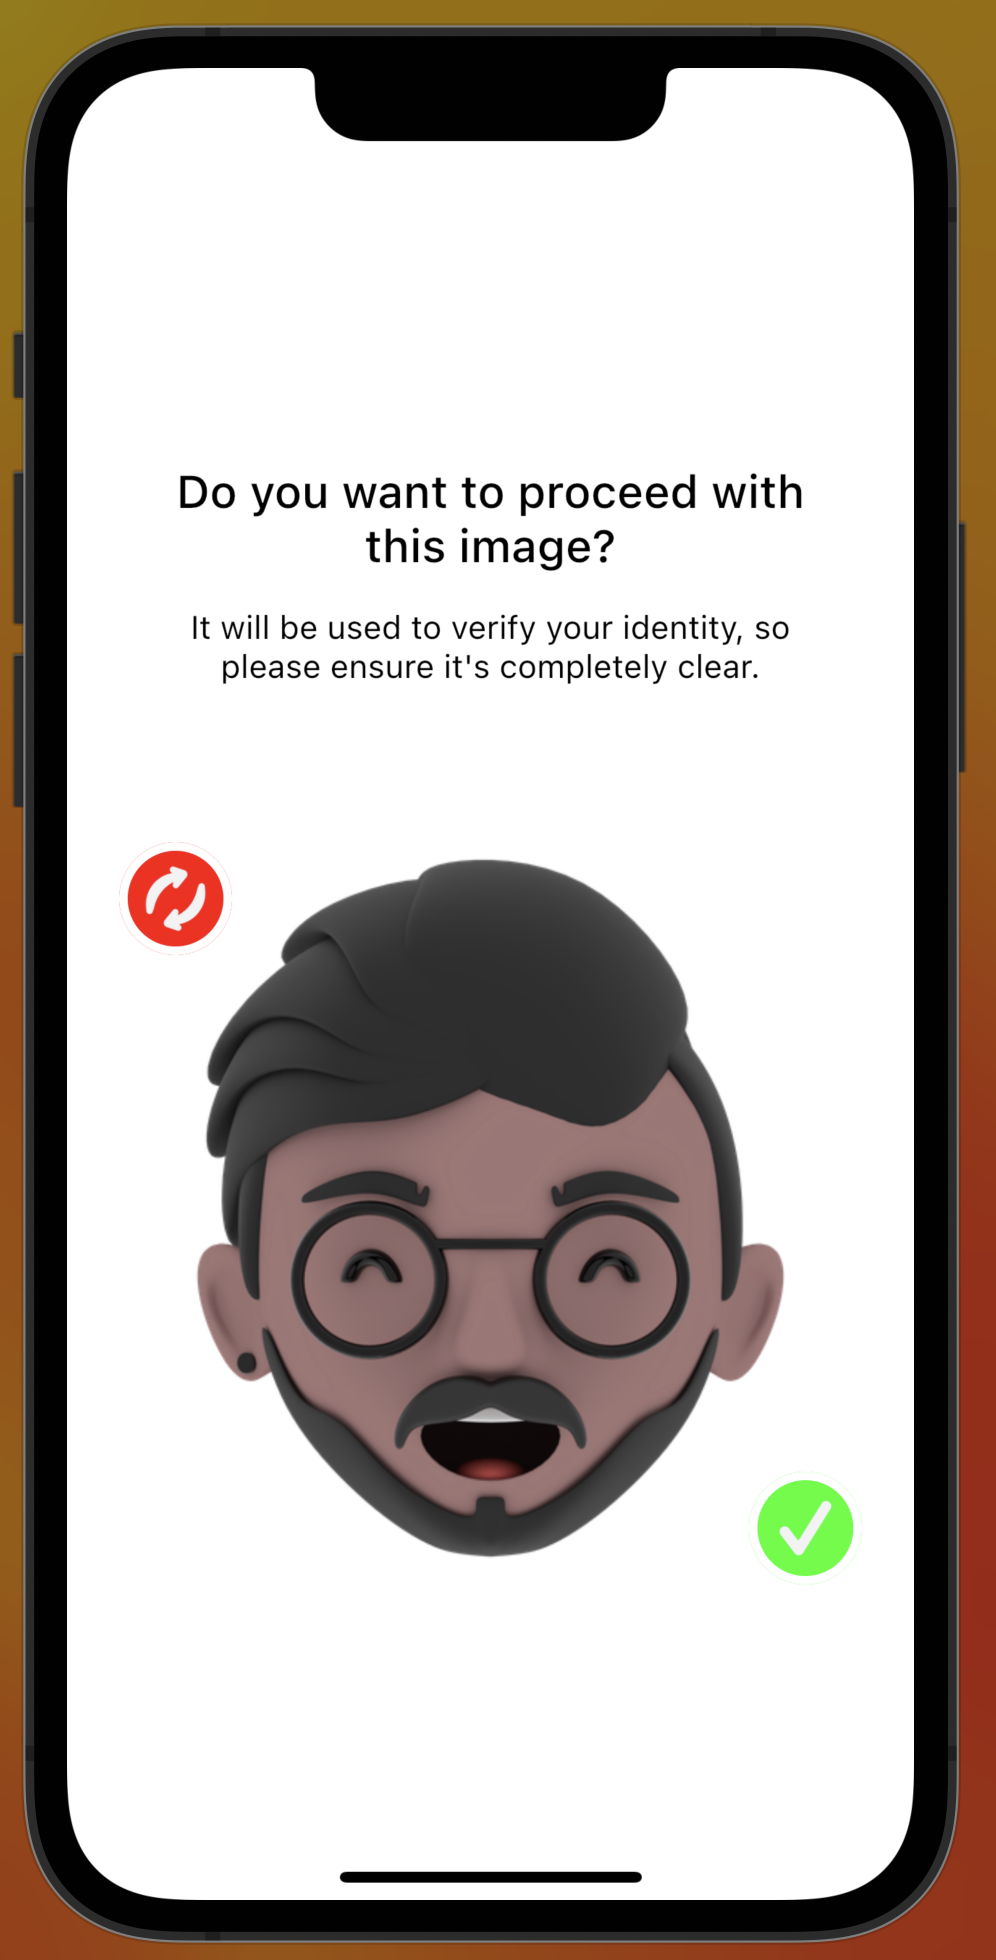 Do you want to proceed with
this image?
It will be used to verify your identity, so
please ensure it's completely clear.